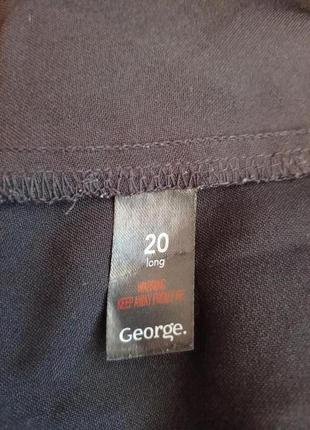 20
long
WARNING
KEEP AWAY FROM FIRE
George.